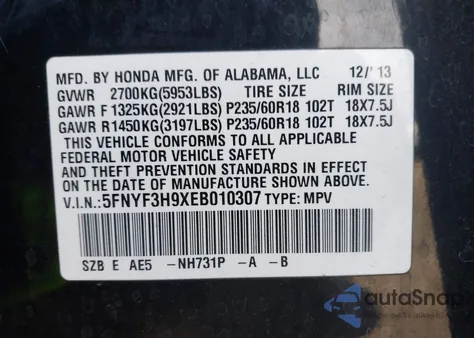 MFD. BY HONDA MFG. OF ALABAMA, LLC 12/13
GVWR 2700KG(5953LBS) TIRE SIZE RIM SIZE
GAWR F 1325KG(2921LBS) P235/60R18 102T 18X7.5J
GAWR R 1450KG(3197LBS) P235/60R18 102T 18X7.5J
THIS VEHICLE CONFORMS TO ALL APPLICABLE
FEDERAL MOTOR VEHICLE SAFETY
AND THEFT PREVENTION STANDARDS IN EFFECT
ON THE DATE OF MANUFACTURE SHOWN ABOVE.
V.I.N.:5FNYF3H9XEB010307 TYPE: MPV
SZB E AE5 -NH731P -A -B
autoSnap